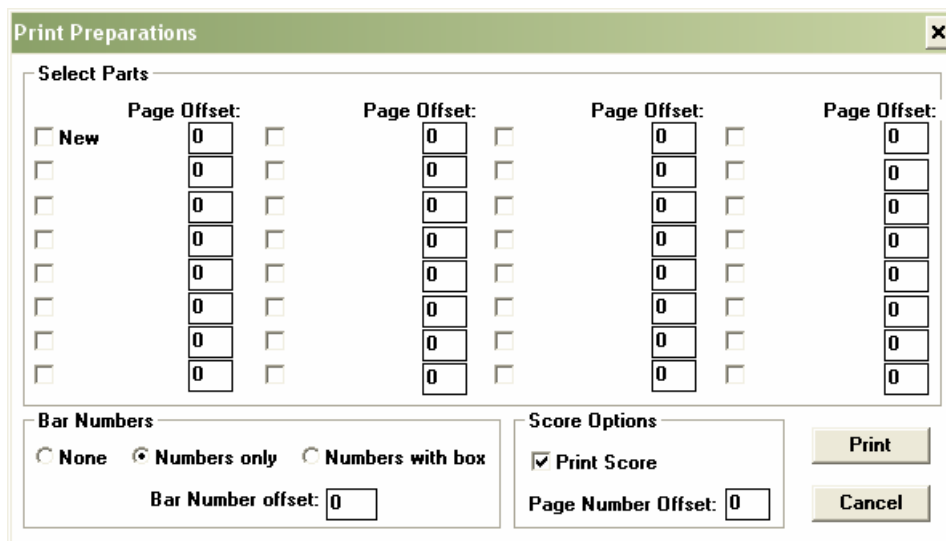 Print Preparations
Select Parts
Page Offset: Page Offset: Page Offset: Page Offset:
New 0 0 0 0
0 0 0 0
0 0 0 0
0 0 0 0
0 0 0 0
0 0 0 0
0 0 0 0
0 0 0 0
Bar Numbers
None Numbers only Numbers with box
Bar Number offset: 0
Score Options
Print Score
Page Number Offset: 0
Print
Cancel